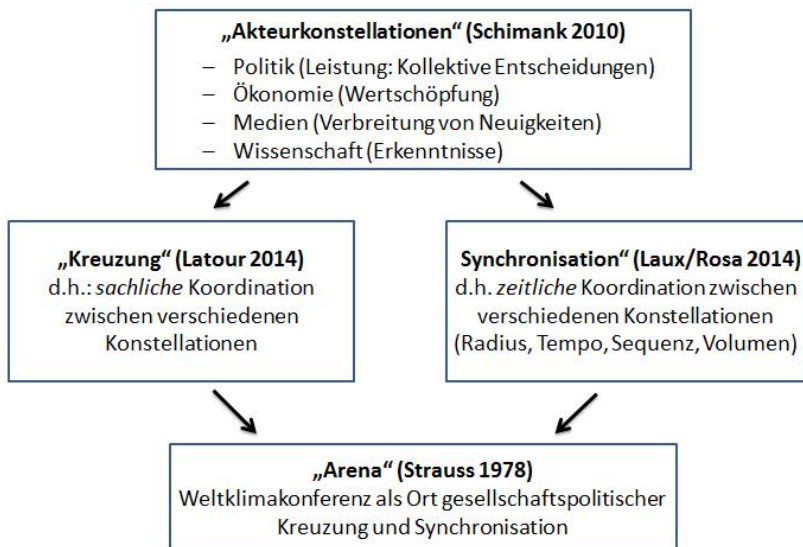 „Akteurkonstellationen“ (Schimank 2010)
– Politik (Leistung: Kollektive Entscheidungen)
– Ökonomie (Wertschöpfung)
– Medien (Verbreitung von Neuigkeiten)
– Wissenschaft (Erkenntnisse)
„Kreuzung“ (Latour 2014)
d.h.: sachliche Koordination
zwischen verschiedenen
Konstellationen
Synchronisation“ (Laux/Rosa 2014)
d.h. zeitliche Koordination zwischen
verschiedenen Konstellationen
(Radius, Tempo, Sequenz, Volumen)
„Arena“ (Strauss 1978)
Weltklimakonferenz als Ort gesellschaftspolitischer
Kreuzung und Synchronisation